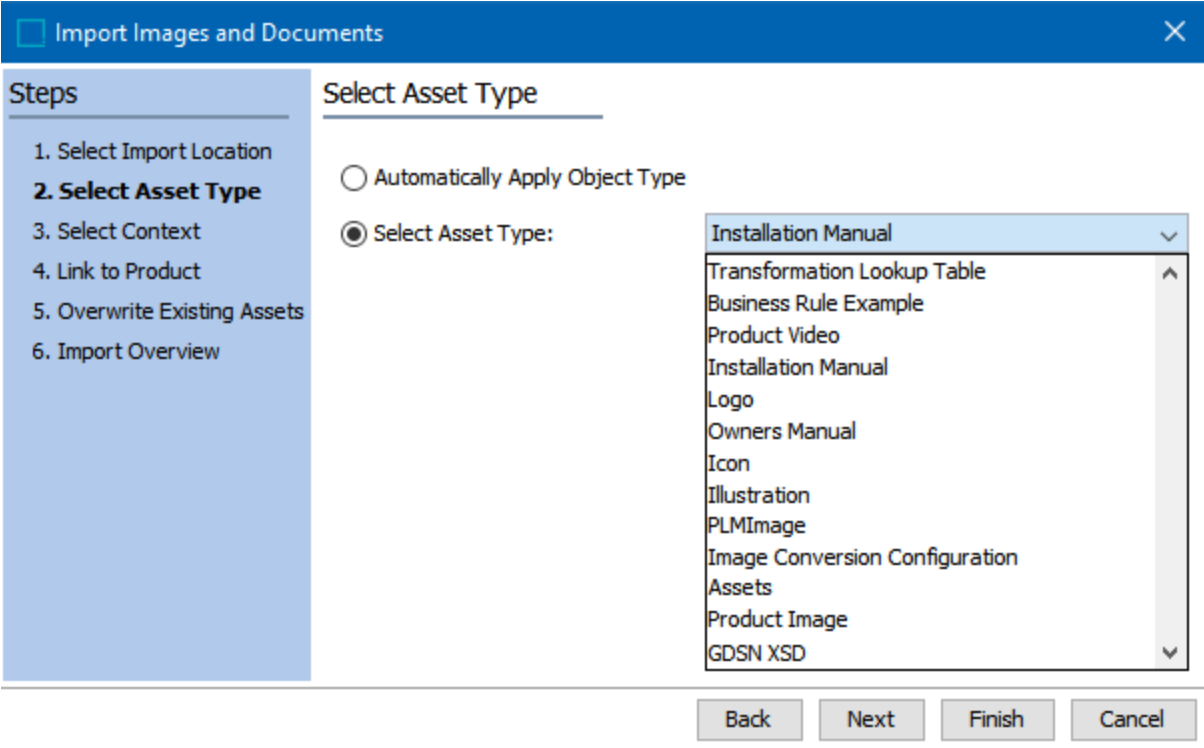 Import Images and Documents
Steps
1. Select Import Location
2. Select Asset Type
3. Select Context
4. Link to Product
5. Overwrite Existing Assets
6. Import Overview
Select Asset Type
Automatically Apply Object Type
Select Asset Type:
Installation Manual
Transformation Lookup Table
Business Rule Example
Product Video
Installation Manual
Logo
Owners Manual
Icon
Illustration
PLMImage
Image Conversion Configuration
Assets
Product Image
GDSN XSD
Back
Next
Finish
Cancel